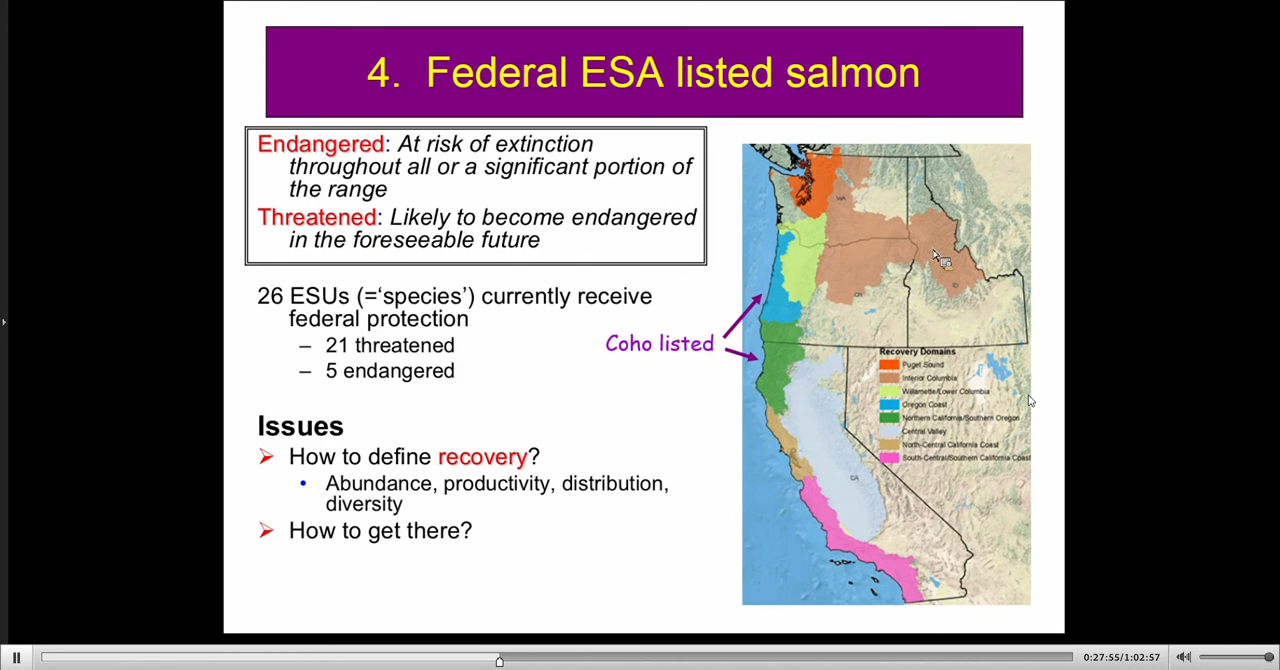 4. Federal ESA listed salmon
Endangered: At risk of extinction
throughout all or a significant portion of
the range
Threatened: Likely to become endangered
in the foreseeable future
26 ESUs (=‘species’) currently receive
federal protection
– 21 threatened
– 5 endangered
Coho listed
Issues
➢ How to define recovery?
• Abundance, productivity, distribution,
diversity
➢ How to get there?
WA
OR
ID
CA
Recovery Domains
Puget Sound
Interior Columbia
Willamette/Lower Columbia
Oregon Coast
Northern California/Southern Oregon
Central Valley
North-Central California Coast
South-Central/Southern California Coast
0:27:55/1:02:57